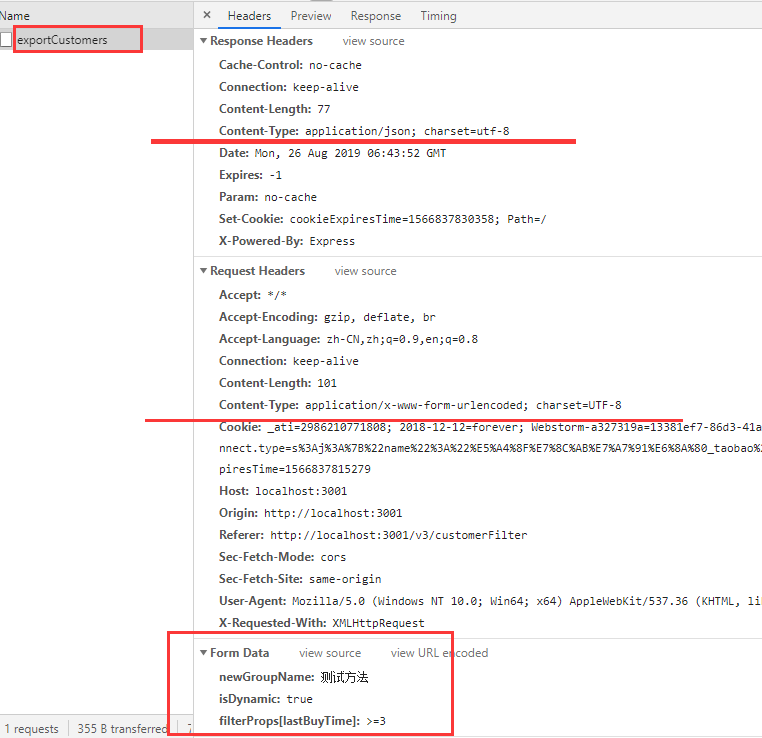 Name
× Headers Preview Response Timing
exportCustomers
▼Response Headers view source
Cache-Control: no-cache
Connection: keep-alive
Content-Length: 77
Content-Type: application/json; charset=utf-8
Date: Mon, 26 Aug 2019 06:43:52 GMT
Expires: -1
Param: no-cache
Set-Cookie: cookieExpiresTime=1566837830358; Path=/
X-Powered-By: Express
▼Request Headers view source
Accept: */*
Accept-Encoding: gzip, deflate, br
Accept-Language: zh-CN,zh;q=0.9,en;q=0.8
Connection: keep-alive
Content-Length: 101
Content-Type: application/x-www-form-urlencoded; charset=UTF-8
Cookie: _ati=2986210771808; 2018-12-12=forever; Webstorm-a327319a=13381ef7-86d3-41a
nnect.type=s%3Aj%3A%7B%22name%22%3A%22%E5%A4%8F%E7%8C%AB%E7%A7%91%E6%8A%80_taobao%2
piresTime=1566837815279
Host: localhost:3001
Origin: http://localhost:3001
Referer: http://localhost:3001/v3/customerFilter
Sec-Fetch-Mode: cors
Sec-Fetch-Site: same-origin
User-Agent: Mozilla/5.0 (Windows NT 10.0; Win64; x64) AppleWebKit/537.36 (KHTML, li
X-Requested-With: XMLHttpRequest
▼Form Data view source view URL encoded
newGroupName: 测试方法
isDynamic: true
filterProps[lastBuyTime]: >=3
1 requests 355 B transferred